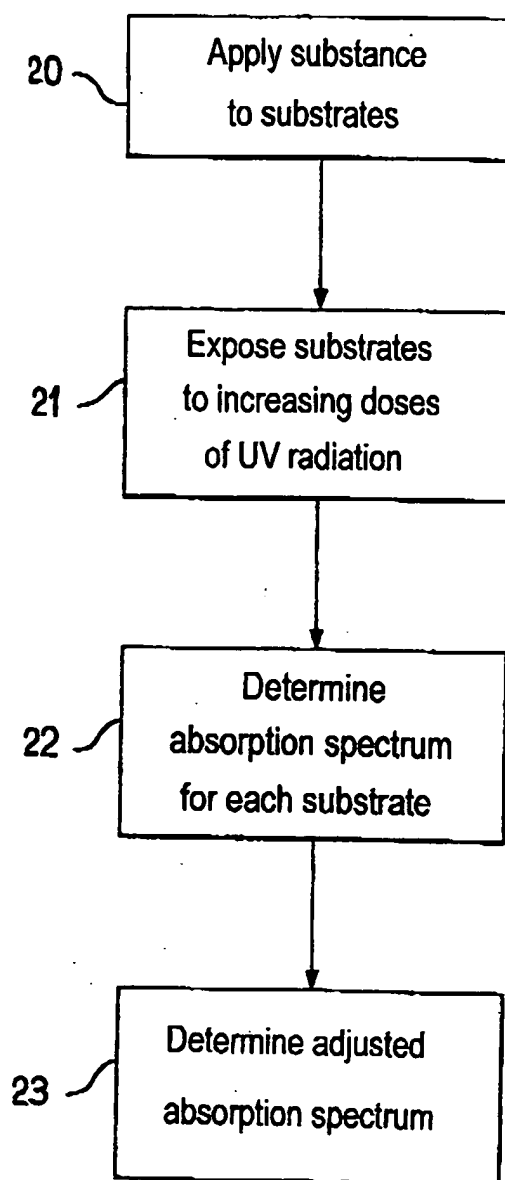 20
Apply substance
to substrates
21
Expose substrates
to increasing doses
of UV radiation
22
Determine
absorption spectrum
for each substrate
23
Determine adjusted
absorption spectrum